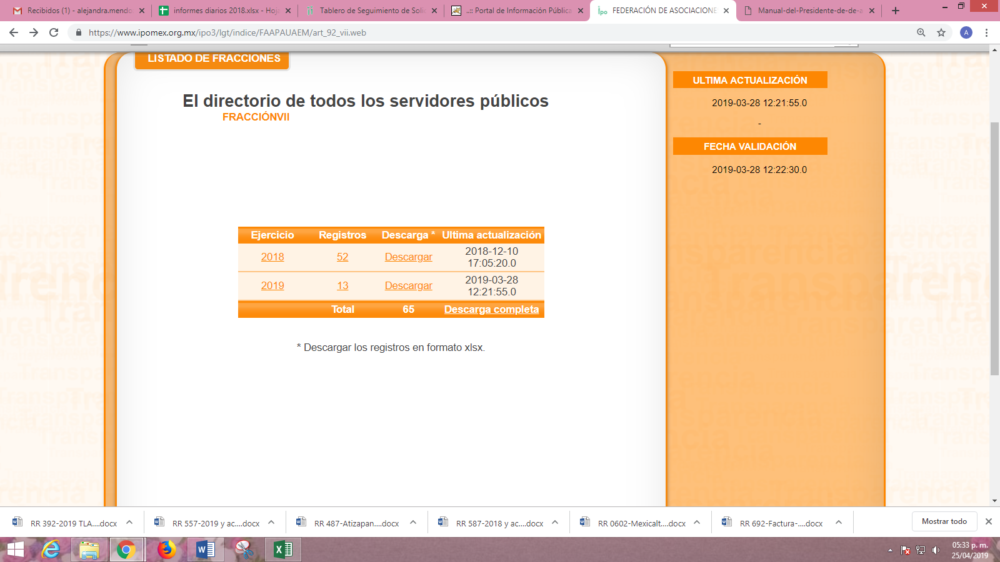 Recibidos (1) - alejandra.mendo
informes diarios 2018.xlsx - Hoja
Tablero de Seguimiento de Solic
..:: Portal de Información Pública
FEDERACIÓN DE ASOCIACIONE
Manual-del-Presidente-de-de-a
https://www.ipomex.org.mx/ipo3/lgt/indice/FAAPAUAEM/art_92_vii.web
A
LISTADO DE FRACCIONES
El directorio de todos los servidores públicos
FRACCIÓNVII
ULTIMA ACTUALIZACIÓN
2019-03-28 12:21:55.0
-
FECHA VALIDACIÓN
2019-03-28 12:22:30.0
Ejercicio Registros Descarga * Ultima actualización
2018 52 Descargar 2018-12-10 17:05:20.0
2019 13 Descargar 2019-03-28 12:21:55.0
Total 65 Descarga completa
* Descargar los registros en formato xlsx.
RR 392-2019 TLA....docx
RR 557-2019 y ac....docx
RR 487-Atizapan....docx
RR 587-2018 y ac....docx
RR 0602-Mexicalt....docx
RR 692-Factura-....docx
Mostrar todo
05:33 p. m.
25/04/2019